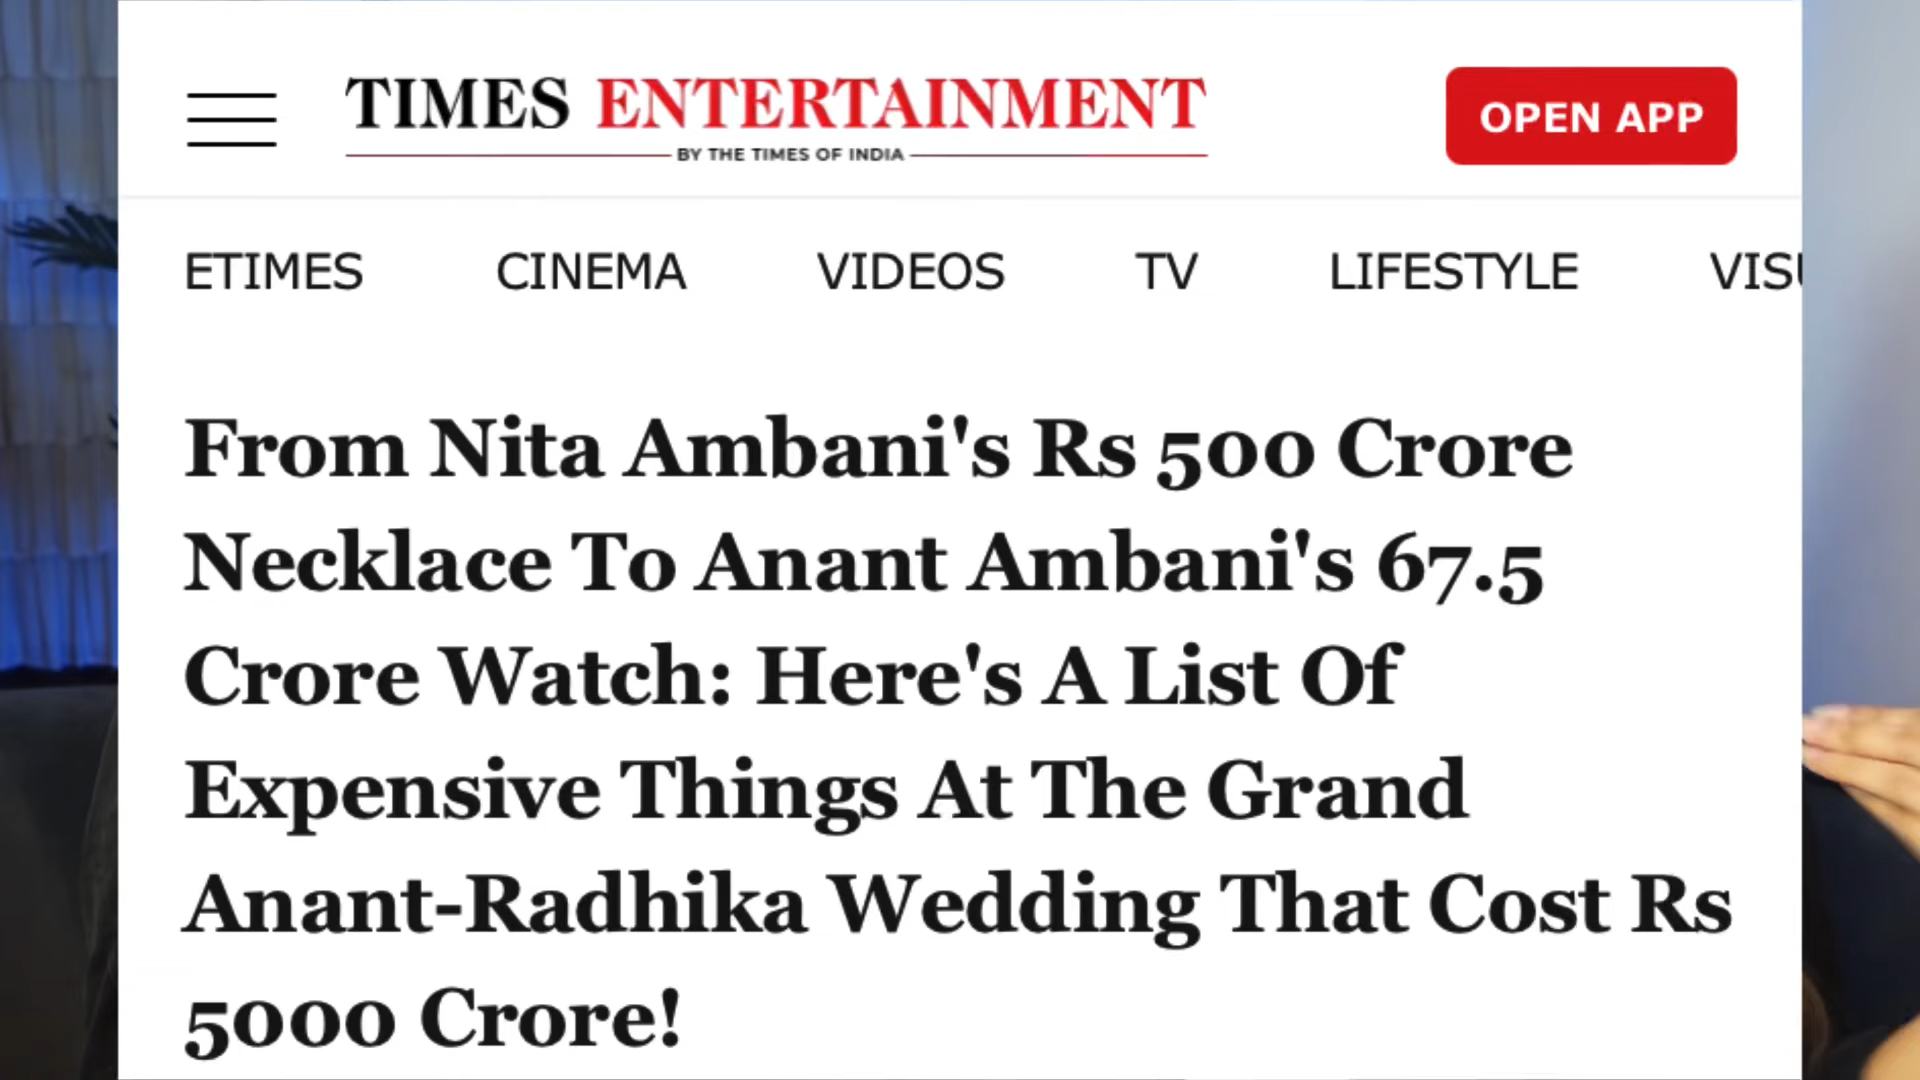 TIMES ENTERTAINMENT
BY THE TIMES OF INDIA
OPEN APP
ETIMES CINEMA VIDEOS TV LIFESTYLE
From Nita Ambani's Rs 500 Crore
Necklace To Anant Ambani's 67.5
Crore Watch: Here's A List Of
Expensive Things At The Grand
Anant-Radhika Wedding That Cost Rs
5000 Crore!